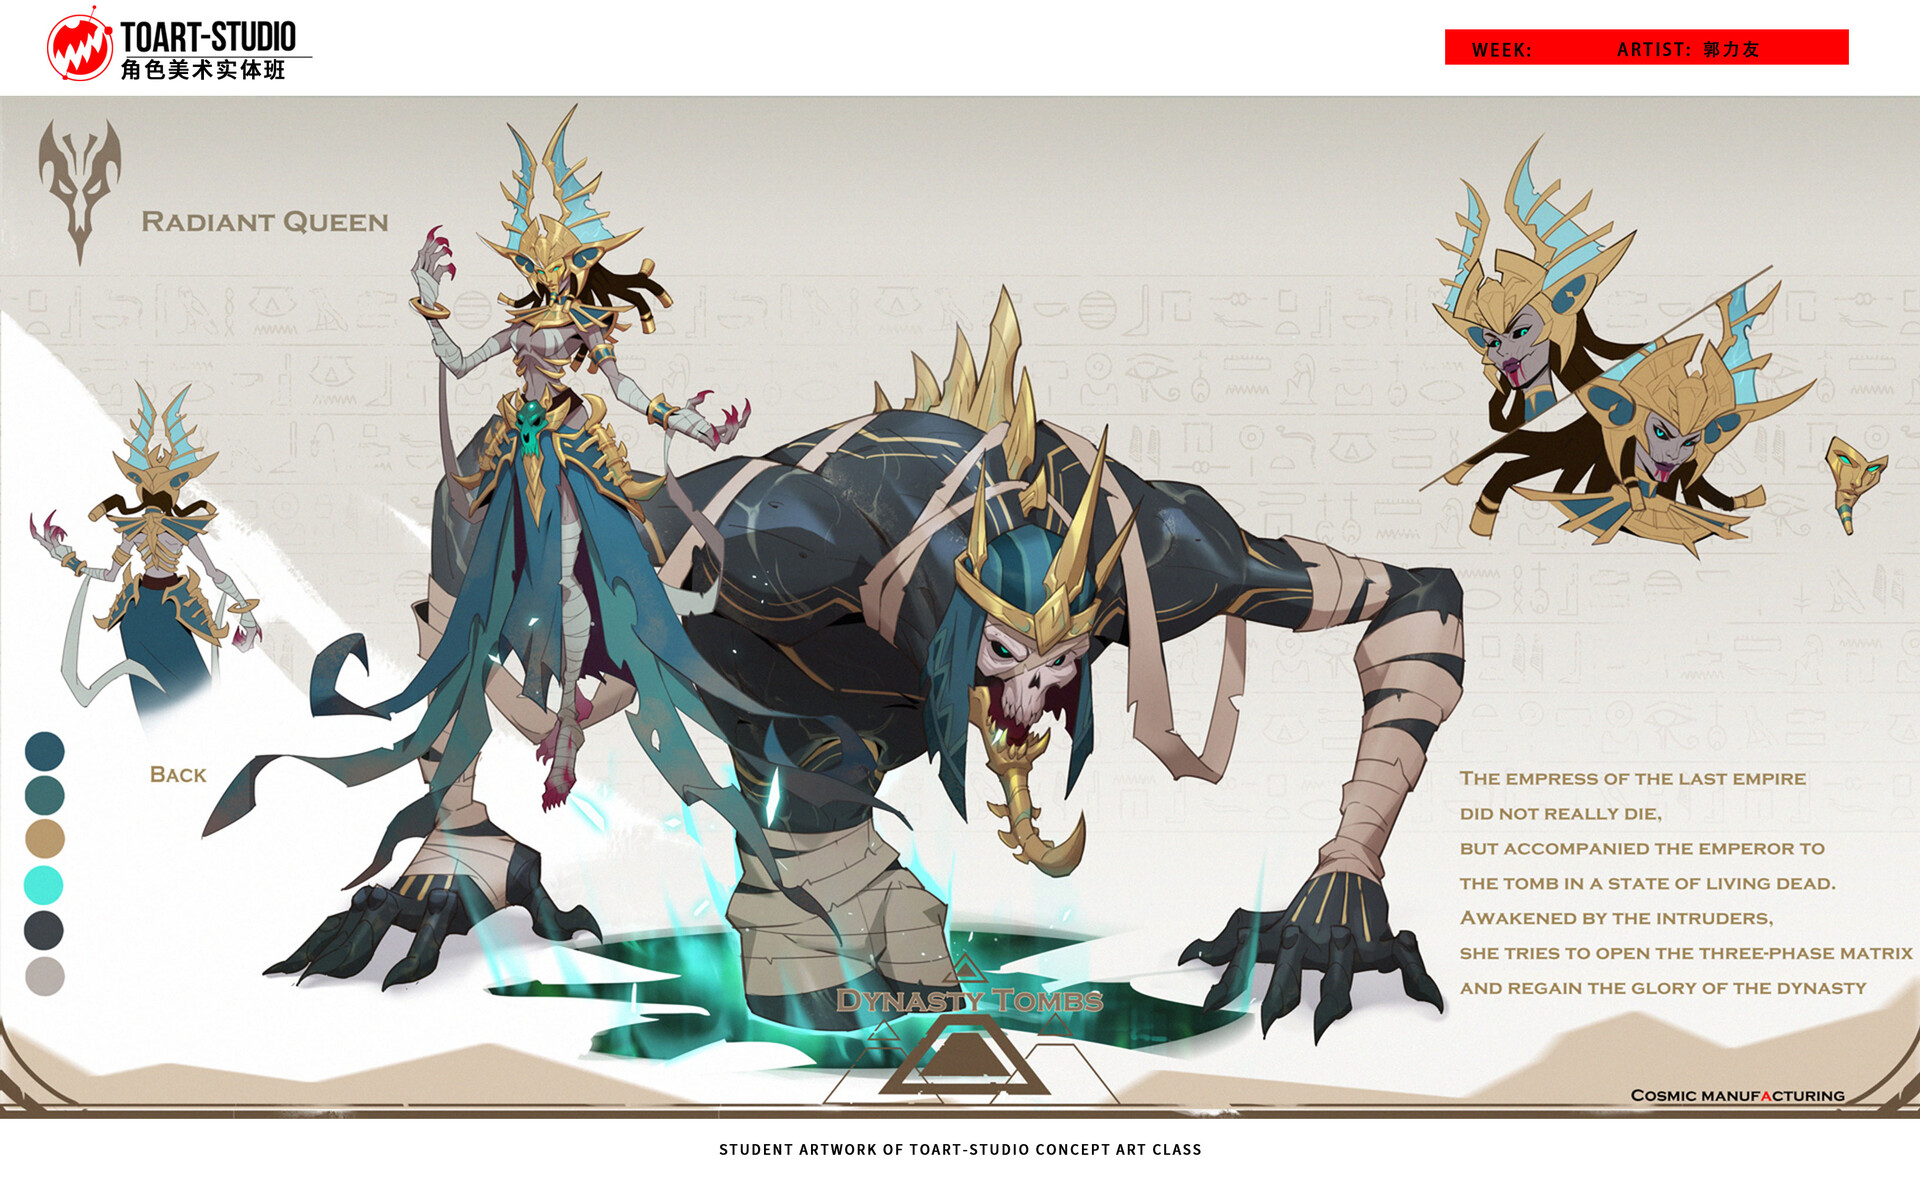 TOART-STUDIO
角色美术实体班
WEEK:
ARTIST: 郭力友
RADIANT QUEEN
BACK
THE EMPRESS OF THE LAST EMPIRE
DID NOT REALLY DIE,
BUT ACCOMPANIED THE EMPEROR TO
THE TOMB IN A STATE OF LIVING DEAD.
AWAKENED BY THE INTRUDERS,
SHE TRIES TO OPEN THE THREE-PHASE MATRIX
AND REGAIN THE GLORY OF THE DYNASTY
DYNASTY TOMBS
COSMIC MANUFACTURING
STUDENT ARTWORK OF TOART-STUDIO CONCEPT ART CLASS